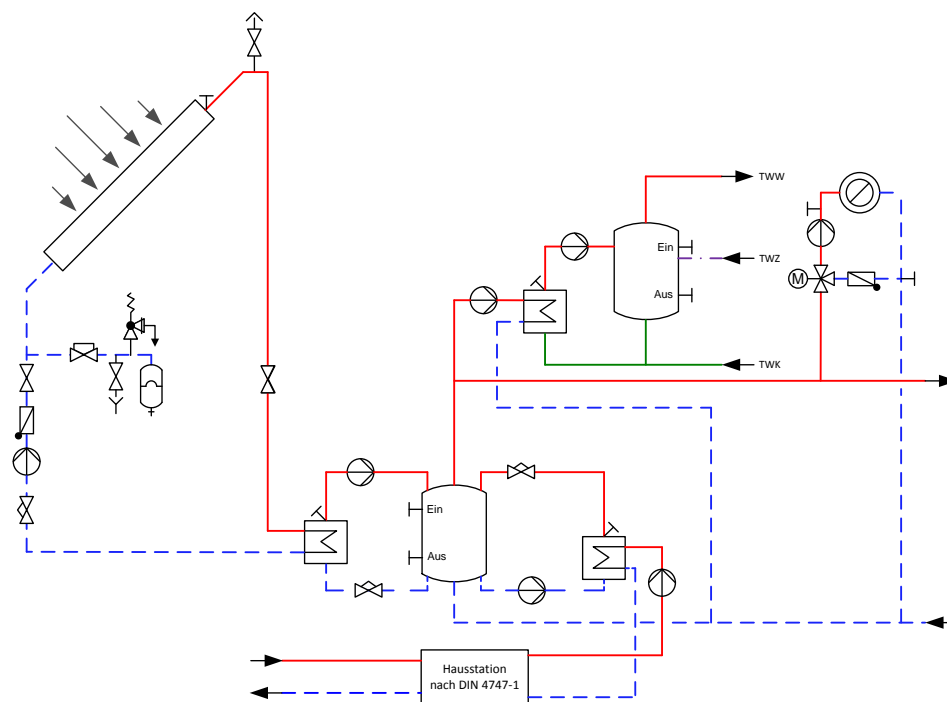 TWW
Ein
TWZ
M
Aus
TWK
Ein
Aus
Hausstation
nach DIN 4747-1